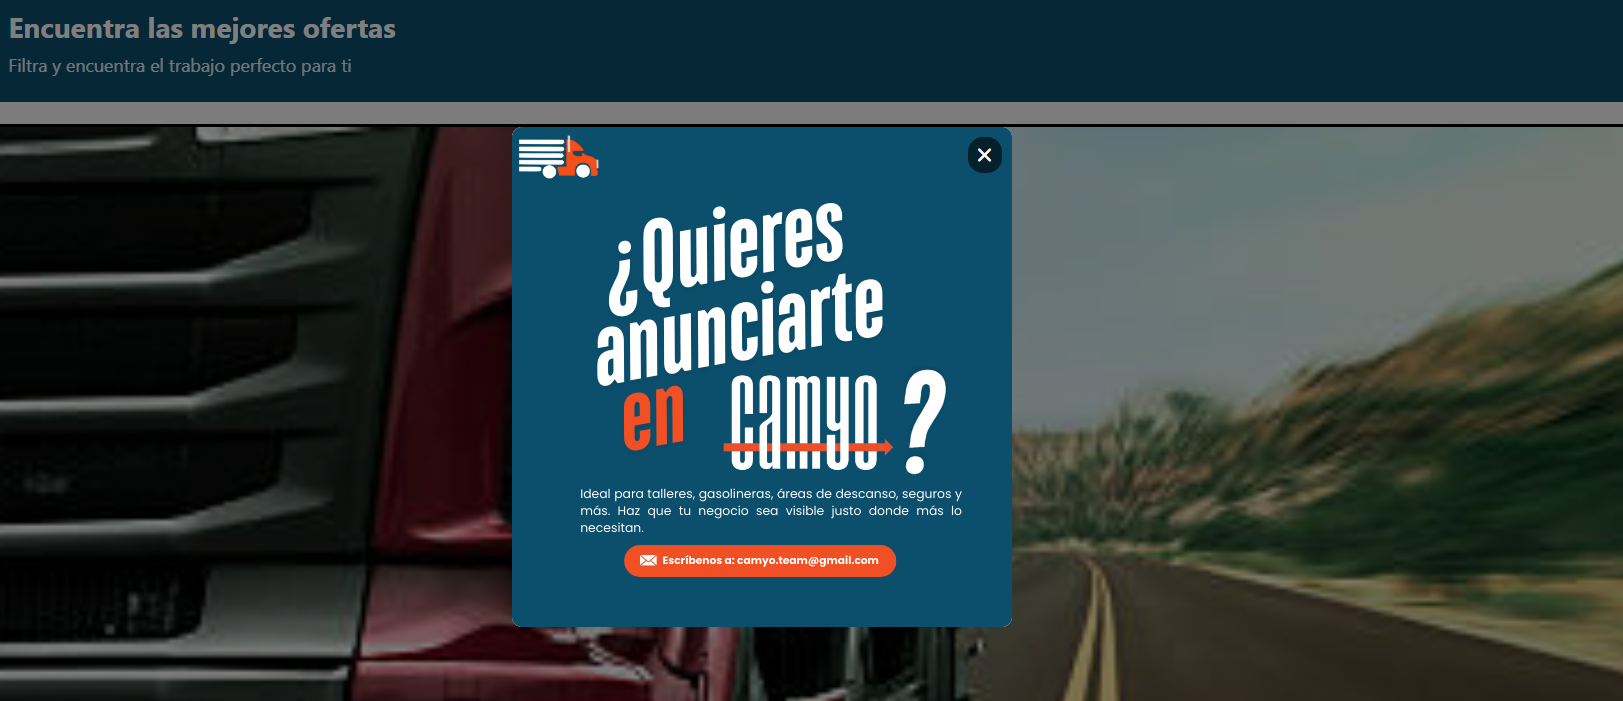 Encuentra las mejores ofertas
Filtra y encuentra el trabajo perfecto para ti
¿Quieres
anunciarte
en camyo?
Ideal para talleres, gasolineras, áreas de descanso, seguros y
más. Haz que tu negocio sea visible justo donde más lo
necesitan.
Escríbenos a: camyo.team@gmail.com